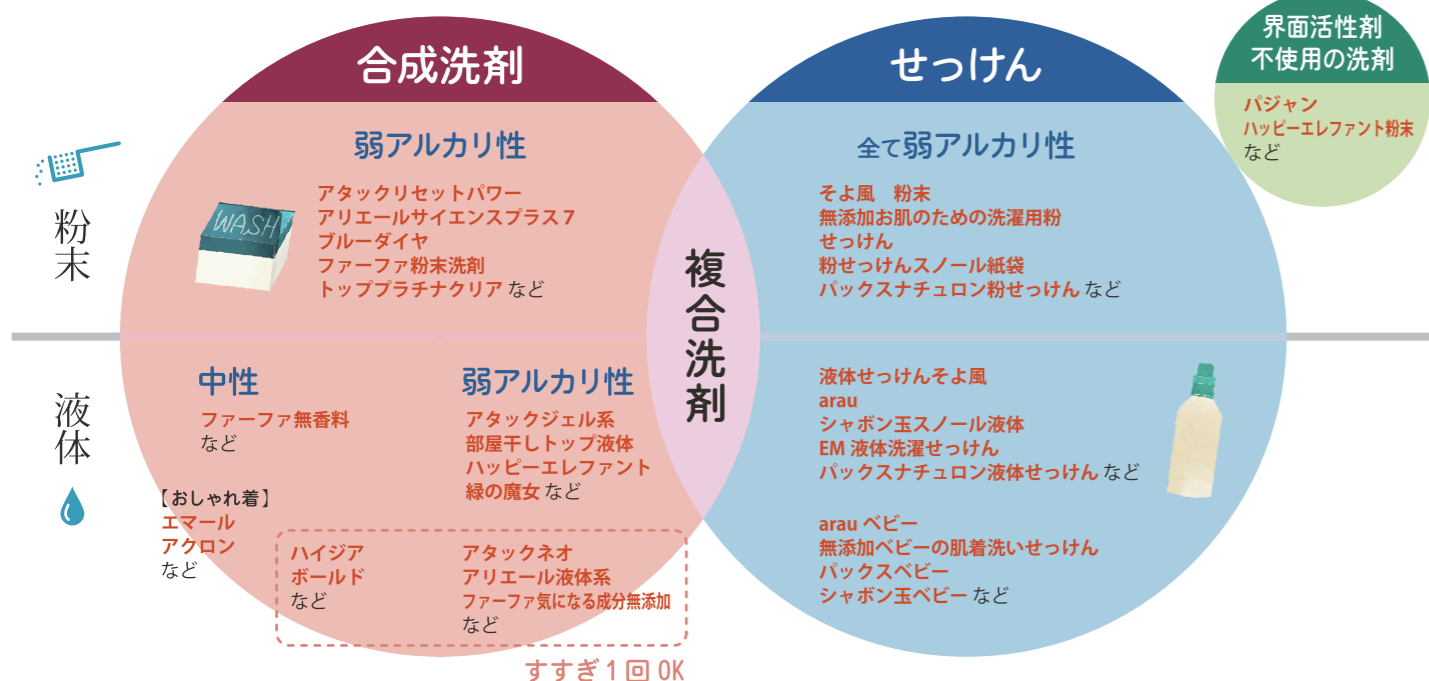 合成洗剤
せっけん
界面活性剤
不使用の洗剤
パジャン
ハッピーエレファント粉末
など
粉末
弱アルカリ性
WASH
アタックリセットパワー
アリエールサイエンスプラス7
ブルーダイヤ
ファーファ粉末洗剤
トッププラチナクリア など
複合洗剤
全て弱アルカリ性
そよ風　粉末
無添加お肌のための洗濯用粉
せっけん
粉せっけんスノール紙袋
パックスナチュロン粉せっけん など
液体
中性
ファーファ無香料
など
【おしゃれ着】
エマール
アクロン
など
弱アルカリ性
アタックジェル系
部屋干しトップ液体
ハッピーエレファント
緑の魔女 など
ハイジア
ボールド
など
アタックネオ
アリエール液体系
ファーファ気になる成分無添加
など
すすぎ1回OK
液体せっけんそよ風
arau
シャボン玉スノール液体
EM 液体洗濯せっけん
パックスナチュロン液体せっけん など
arau ベビー
無添加ベビーの肌着洗いせっけん
パックスベビー
シャボン玉ベビー など